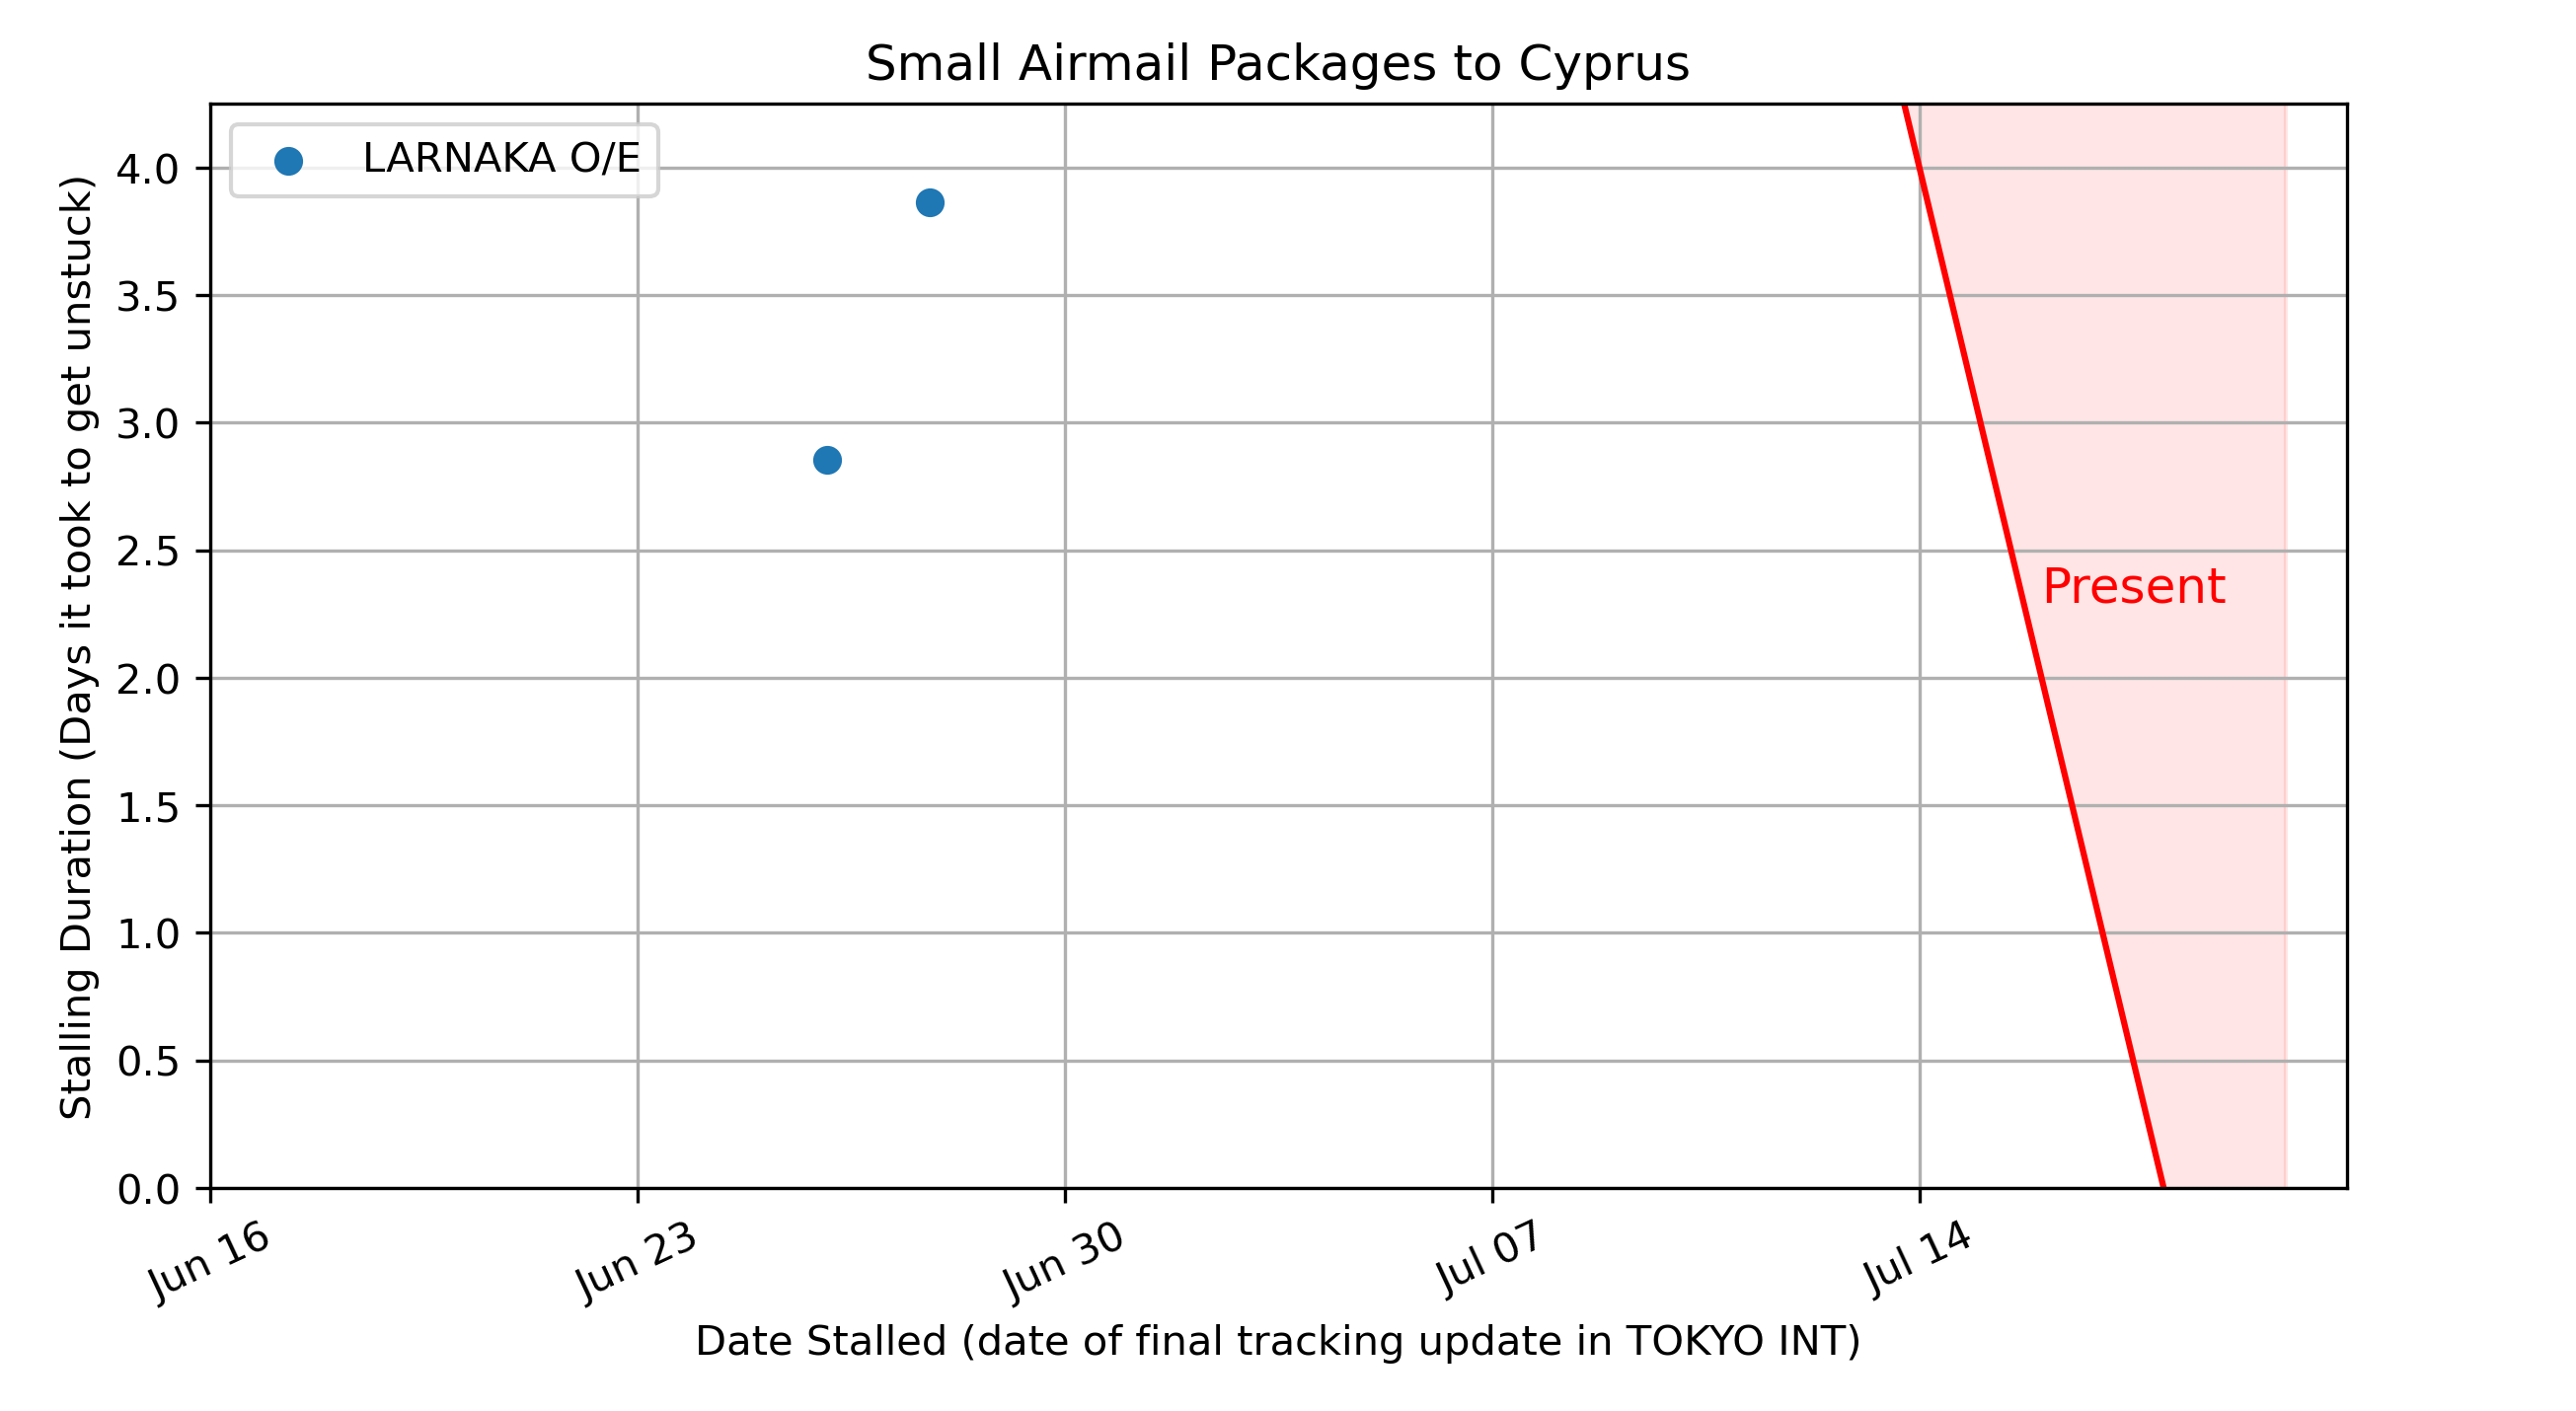 Small Airmail Packages to Cyprus
LARNAKA O/E
4.0
3.5
3.0
2.5
2.0
1.5
1.0
0.5
0.0
Stalling Duration (Days it took to get unstuck)
Present
Jun 16
Jun 23
Jun 30
Jul 07
Jul 14
Date Stalled (date of final tracking update in TOKYO INT)